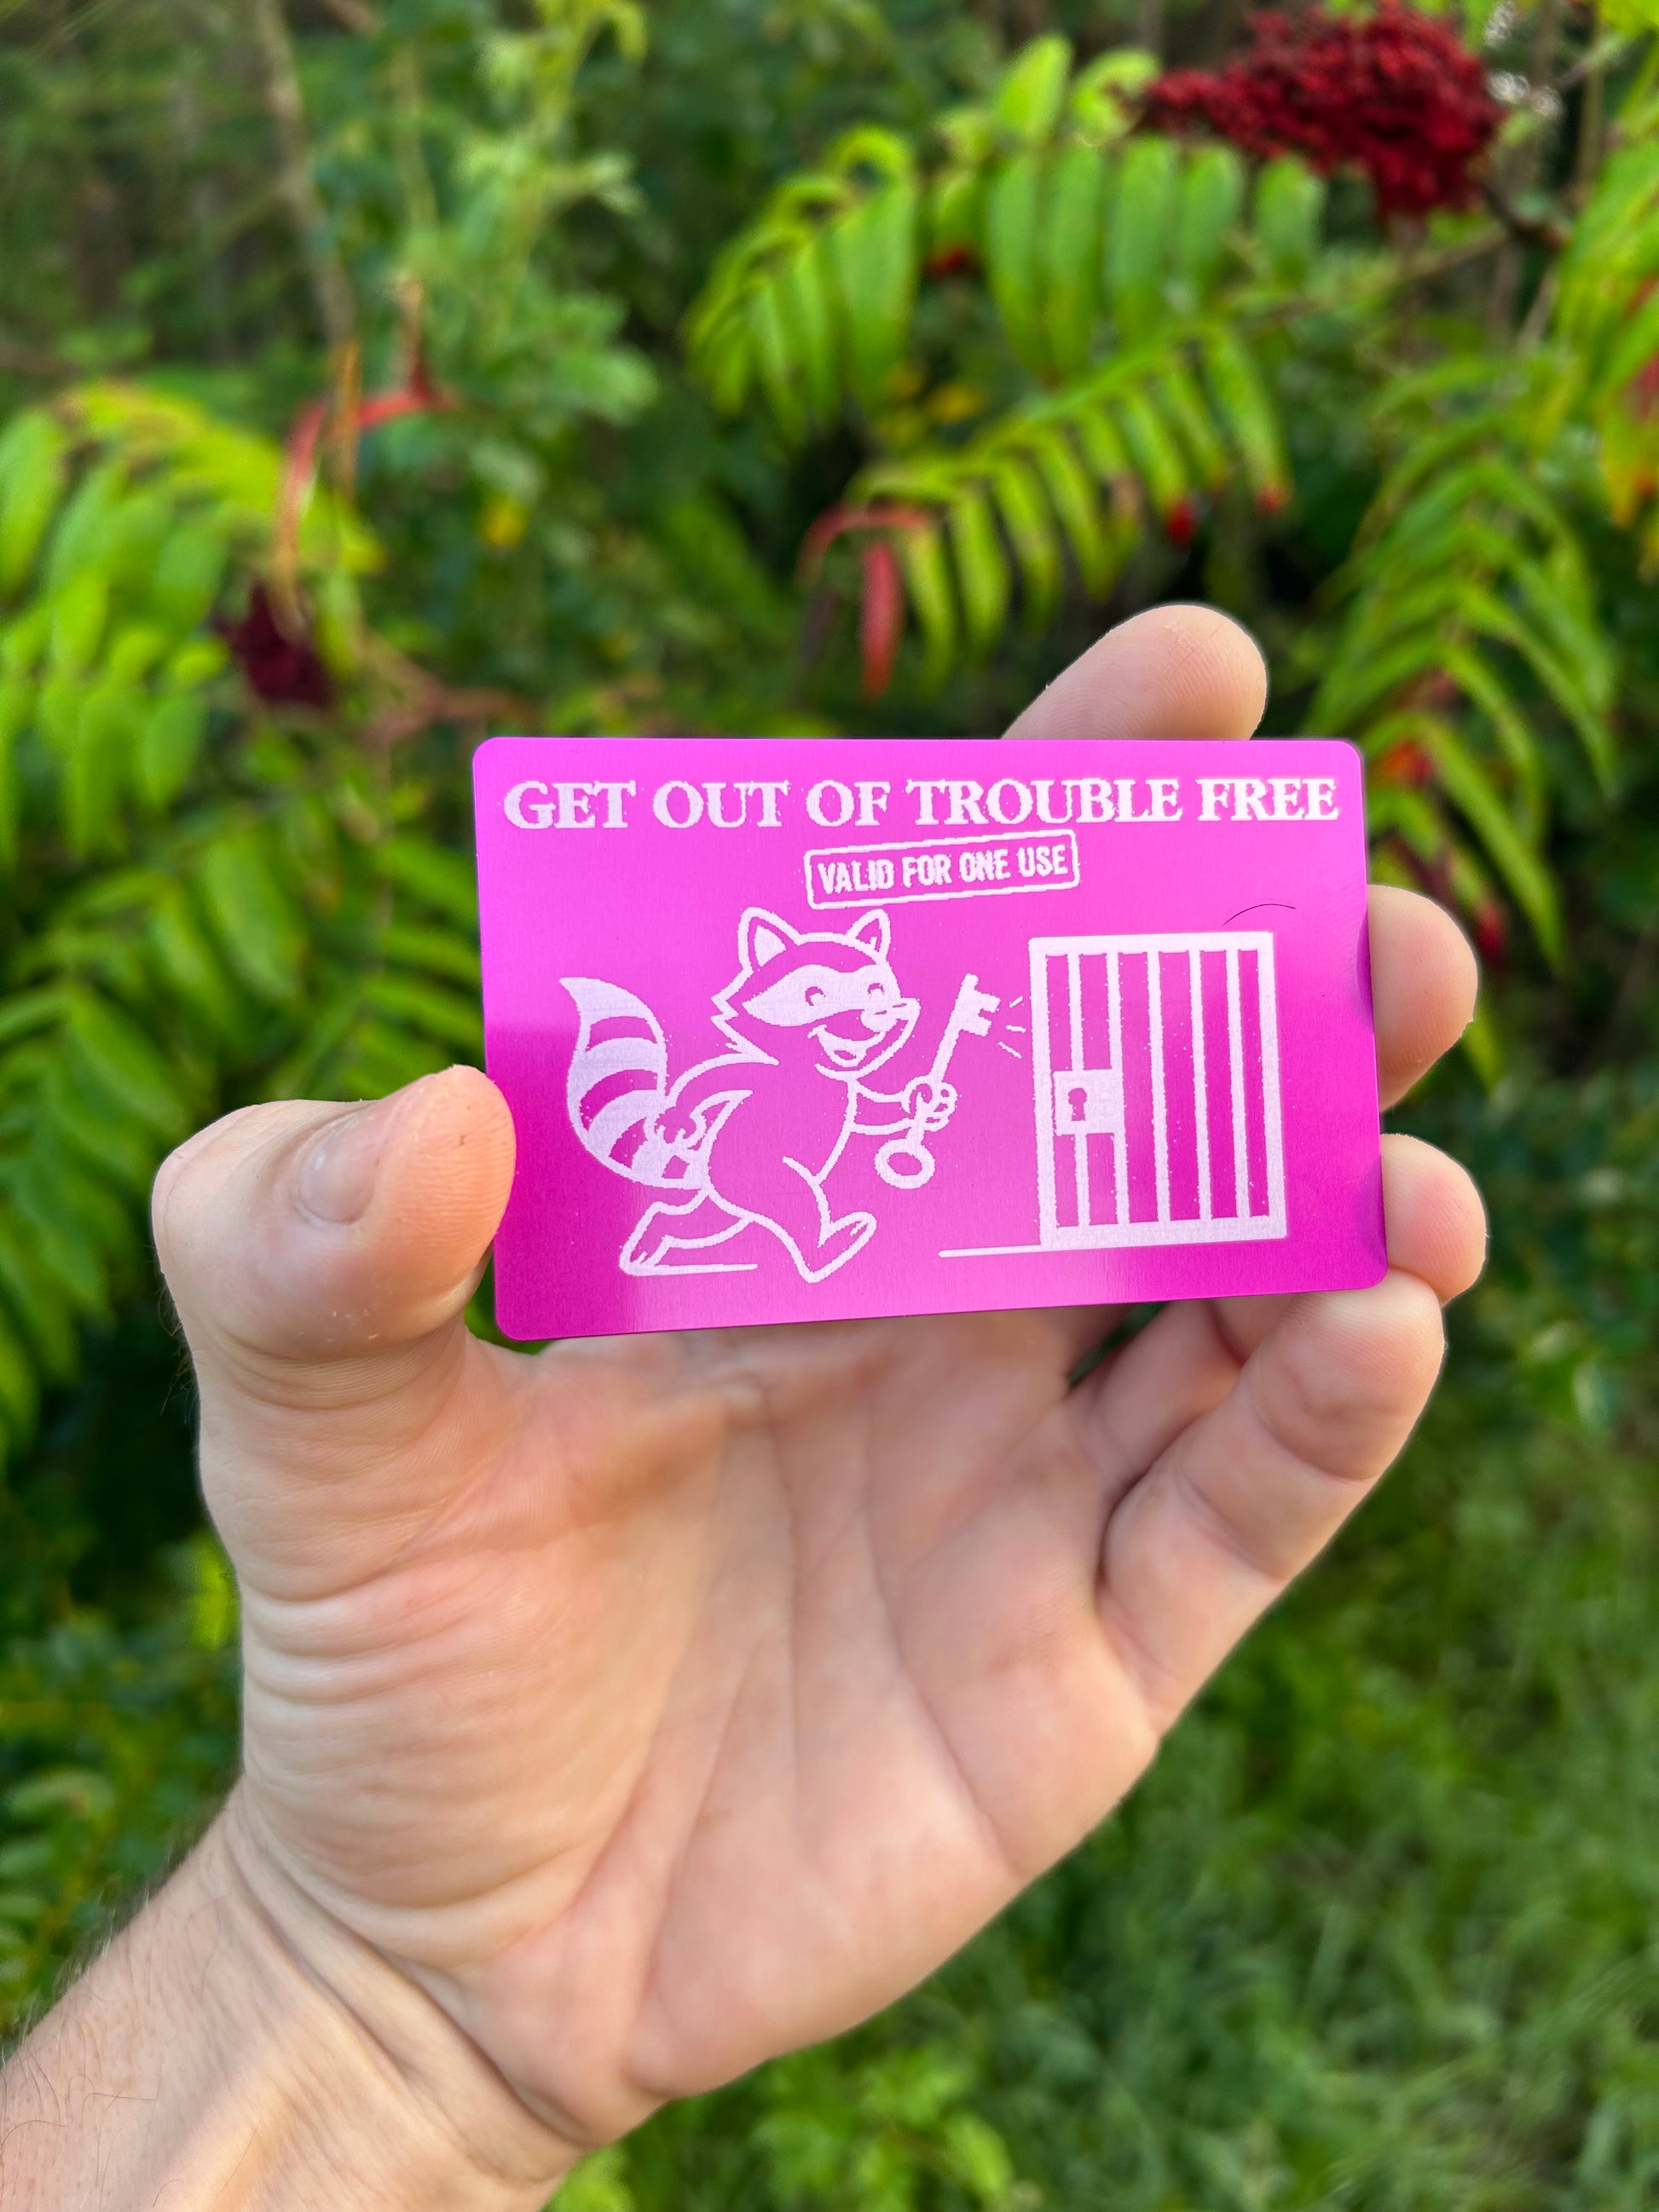 GET OUT OF TROUBLE FREE
VALID FOR ONE USE